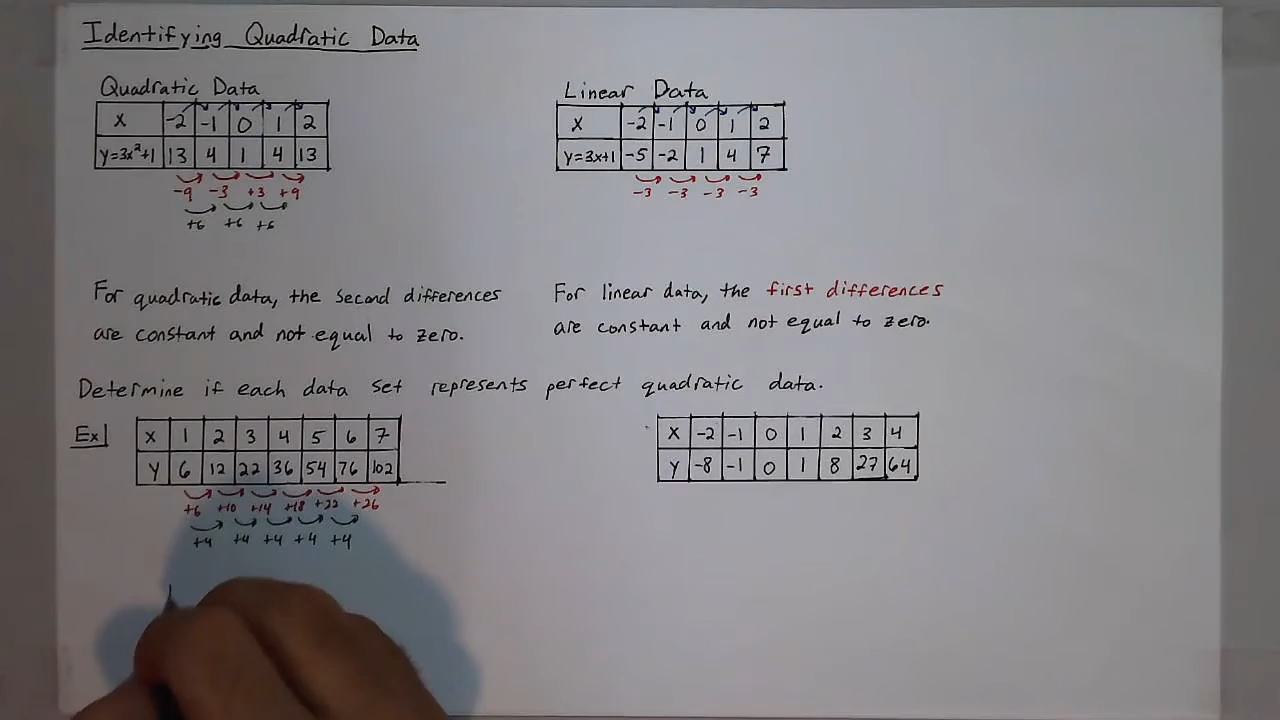 Identifying Quadratic Data
Quadratic Data
x -2 -1 0 1 2
y=3x²+1 13 4 1 4 13
-9 -3 +3 +9
+6 +6 +6
Linear Data
x -2 -1 0 1 2
y=3x+1 -5 -2 1 4 7
-3 -3 -3 -3
For quadratic data, the second differences
are constant and not equal to zero.
For linear data, the first differences
are constant and not equal to zero.
Determine if each data set represents perfect quadratic data.
Ex
X 1 2 3 4 5 6 7
Y 6 12 22 36 54 76 102
+6 +10 +14 +18 +22 +26
+4 +4 +4 +4 +4
X -2 -1 0 1 2 3 4
Y -8 -1 0 1 8 27 64